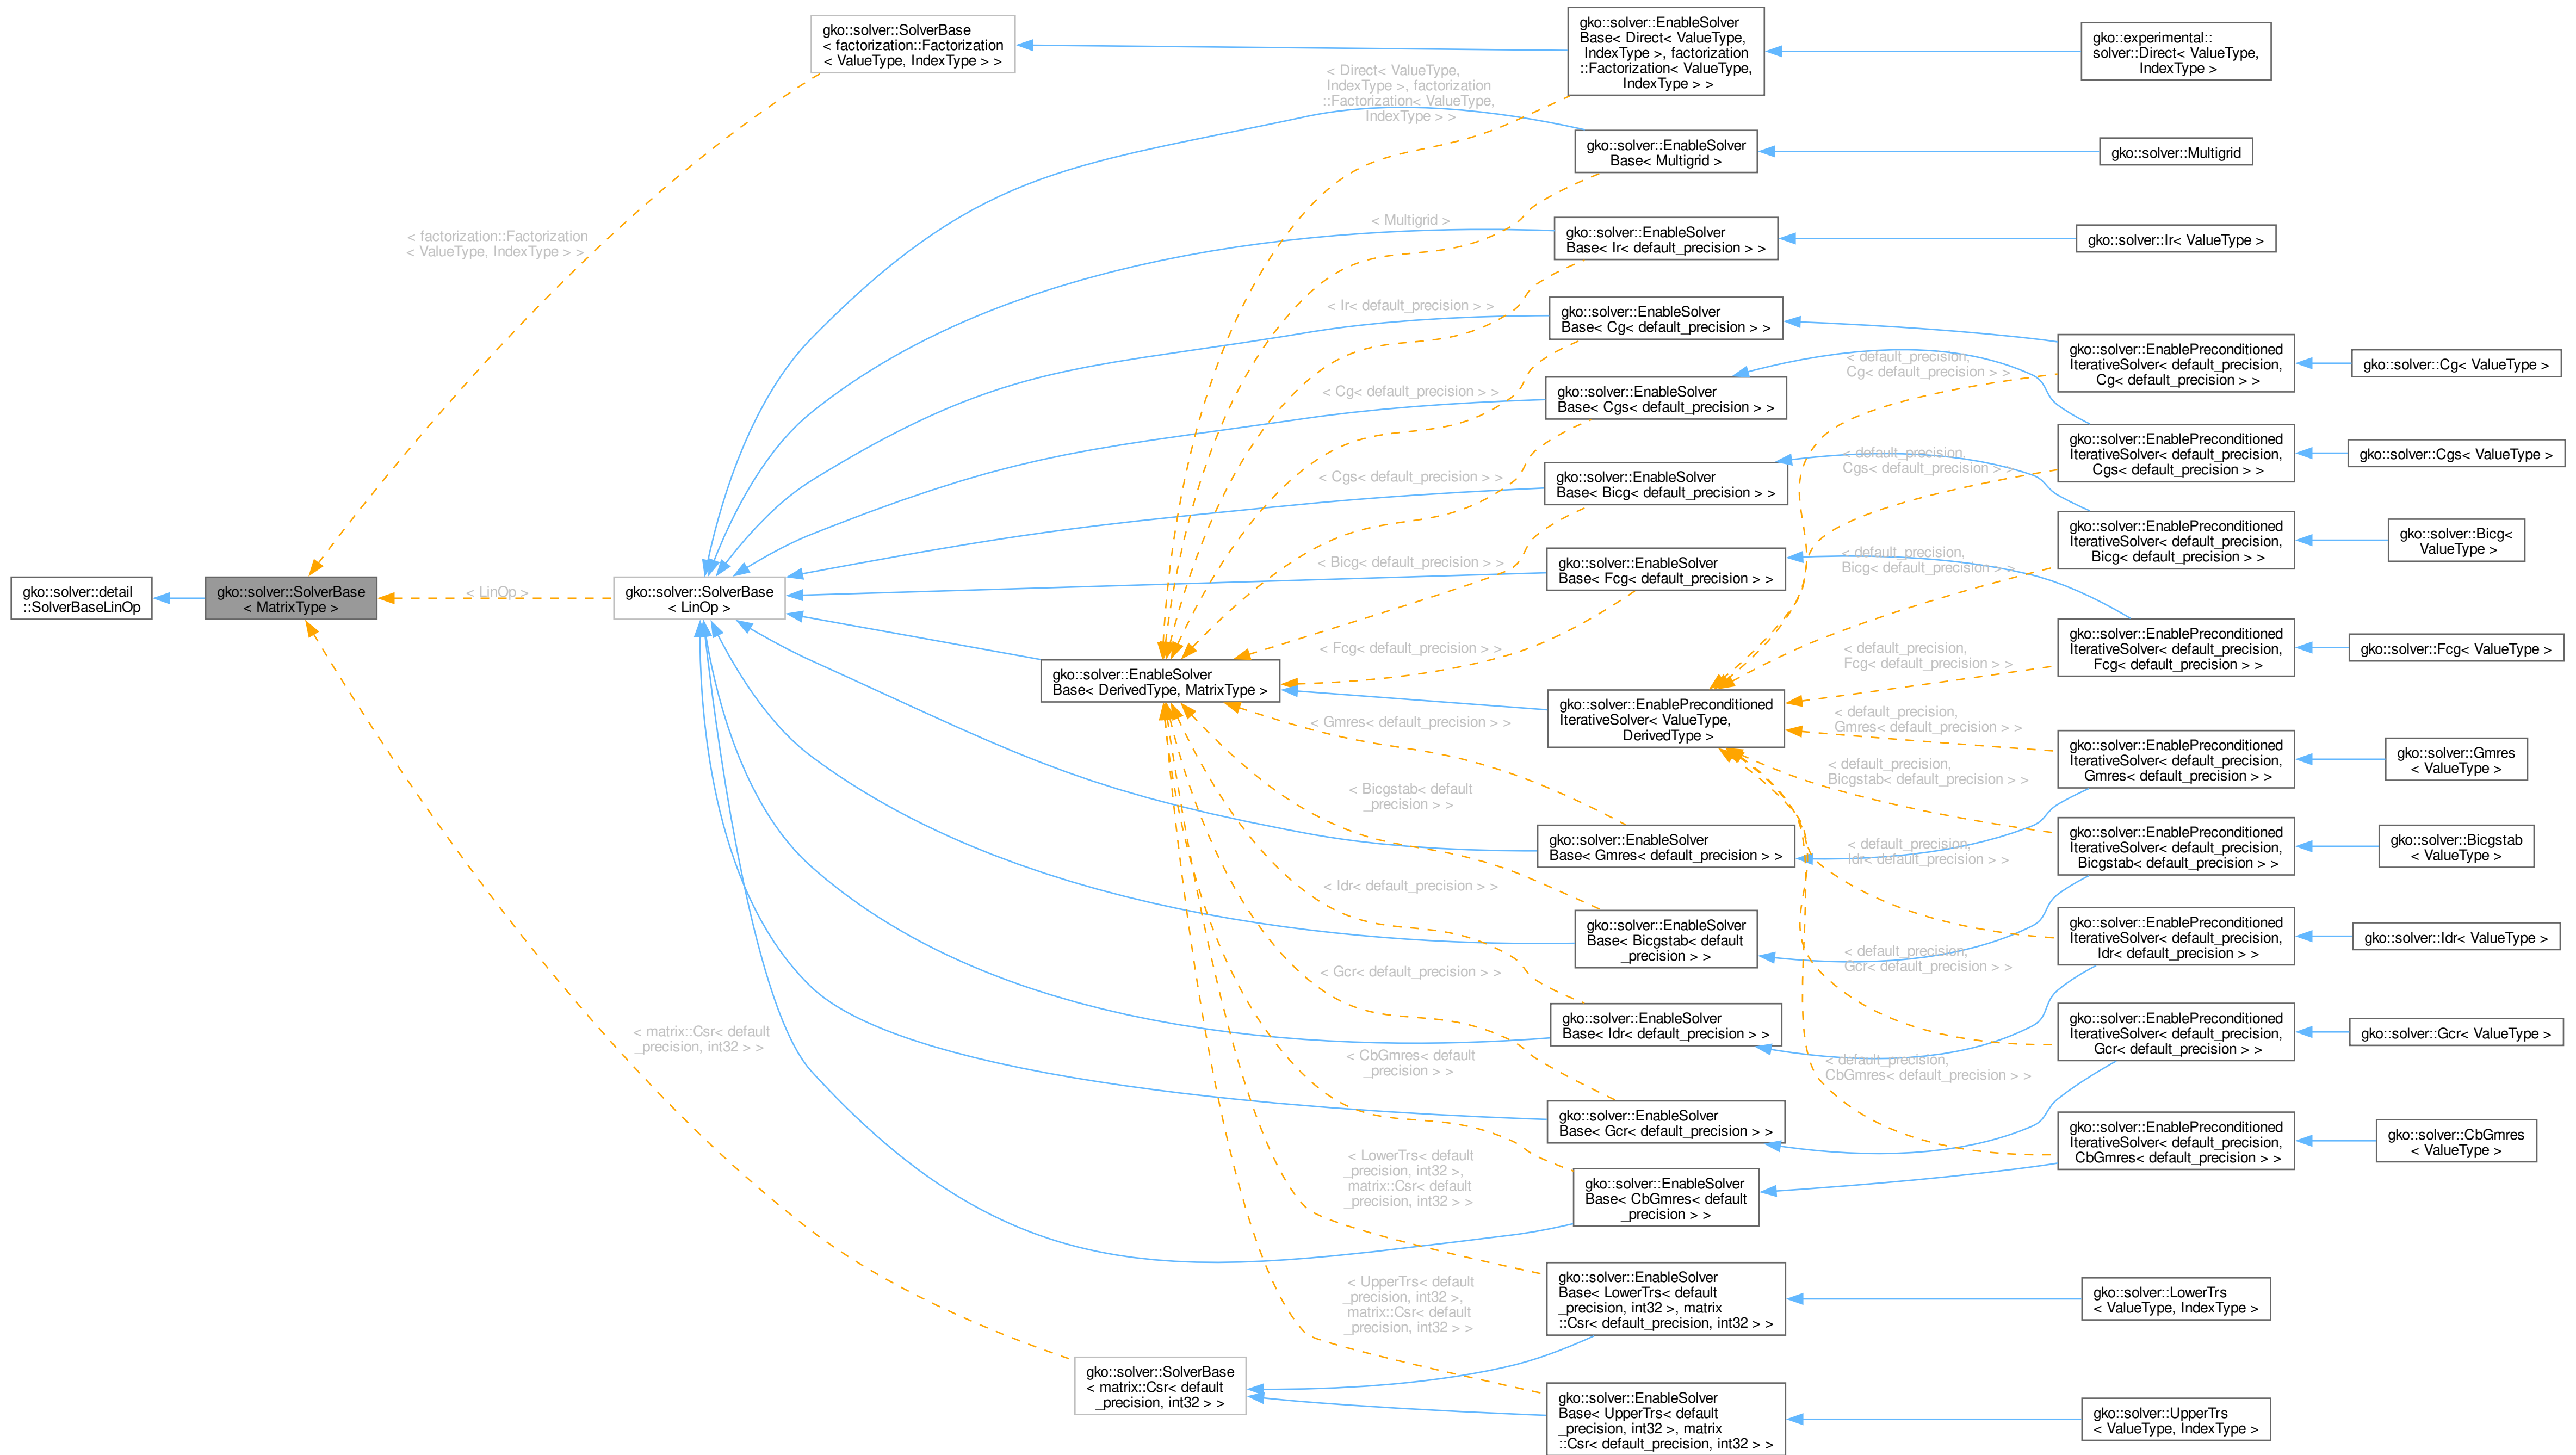 gko::solver::detail
::SolverBaseLinOp
gko::solver::SolverBase
< MatrixType >
< factorization::Factorization
< ValueType, IndexType > >
< LinOp >
< matrix::Csr< default
_precision, int32 > >
gko::solver::SolverBase
< factorization::Factorization
< ValueType, IndexType > >
gko::solver::SolverBase
< LinOp >
gko::solver::SolverBase
< matrix::Csr< default
_precision, int32 > >
gko::solver::EnableSolver
Base< DerivedType, MatrixType >
< Direct< ValueType,
IndexType >, factorization
::Factorization< ValueType,
IndexType > >
< Multigrid >
< Ir< default_precision > >
< Cg< default_precision > >
< Cgs< default_precision > >
< Bicg< default_precision > >
< Fcg< default_precision > >
< Gmres< default_precision > >
< Bicgstab< default
_precision > >
< Idr< default_precision > >
< Gcr< default_precision > >
< CbGmres< default
_precision > >
< LowerTrs< default
_precision, int32 >,
matrix::Csr< default
_precision, int32 > >
< UpperTrs< default
_precision, int32 >,
matrix::Csr< default
_precision, int32 > >
gko::solver::EnableSolver
Base< Direct< ValueType,
IndexType >, factorization
::Factorization< ValueType,
IndexType > >
gko::solver::EnableSolver
Base< Multigrid >
gko::solver::EnableSolver
Base< Ir< default_precision > >
gko::solver::EnableSolver
Base< Cg< default_precision > >
gko::solver::EnableSolver
Base< Cgs< default_precision > >
gko::solver::EnableSolver
Base< Bicg< default_precision > >
gko::solver::EnableSolver
Base< Fcg< default_precision > >
gko::solver::EnablePreconditioned
IterativeSolver< ValueType,
DerivedType >
gko::solver::EnableSolver
Base< Gmres< default_precision > >
gko::solver::EnableSolver
Base< Bicgstab< default
_precision > >
gko::solver::EnableSolver
Base< Idr< default_precision > >
gko::solver::EnableSolver
Base< Gcr< default_precision > >
gko::solver::EnableSolver
Base< CbGmres< default
_precision > >
gko::solver::EnableSolver
Base< LowerTrs< default
_precision, int32 >, matrix
::Csr< default_precision, int32 > >
gko::solver::EnableSolver
Base< UpperTrs< default
_precision, int32 >, matrix
::Csr< default_precision, int32 > >
< default_precision,
Cg< default_precision > >
< default_precision,
Cgs< default_precision > >
< default_precision,
Bicg< default_precision > >
< default_precision,
Fcg< default_precision > >
< default_precision,
Gmres< default_precision > >
< default_precision,
Bicgstab< default_precision > >
< default_precision,
Idr< default_precision > >
< default_precision,
Gcr< default_precision > >
< default_precision,
CbGmres< default_precision > >
gko::experimental::
solver::Direct< ValueType,
IndexType >
gko::solver::Multigrid
gko::solver::Ir< ValueType >
gko::solver::EnablePreconditioned
IterativeSolver< default_precision,
Cg< default_precision > >
gko::solver::EnablePreconditioned
IterativeSolver< default_precision,
Cgs< default_precision > >
gko::solver::EnablePreconditioned
IterativeSolver< default_precision,
Bicg< default_precision > >
gko::solver::EnablePreconditioned
IterativeSolver< default_precision,
Fcg< default_precision > >
gko::solver::EnablePreconditioned
IterativeSolver< default_precision,
Gmres< default_precision > >
gko::solver::EnablePreconditioned
IterativeSolver< default_precision,
Bicgstab< default_precision > >
gko::solver::EnablePreconditioned
IterativeSolver< default_precision,
Idr< default_precision > >
gko::solver::EnablePreconditioned
IterativeSolver< default_precision,
Gcr< default_precision > >
gko::solver::EnablePreconditioned
IterativeSolver< default_precision,
CbGmres< default_precision > >
gko::solver::LowerTrs
< ValueType, IndexType >
gko::solver::UpperTrs
< ValueType, IndexType >
gko::solver::Cg< ValueType >
gko::solver::Cgs< ValueType >
gko::solver::Bicg<
ValueType >
gko::solver::Fcg< ValueType >
gko::solver::Gmres
< ValueType >
gko::solver::Bicgstab
< ValueType >
gko::solver::Idr< ValueType >
gko::solver::Gcr< ValueType >
gko::solver::CbGmres
< ValueType >